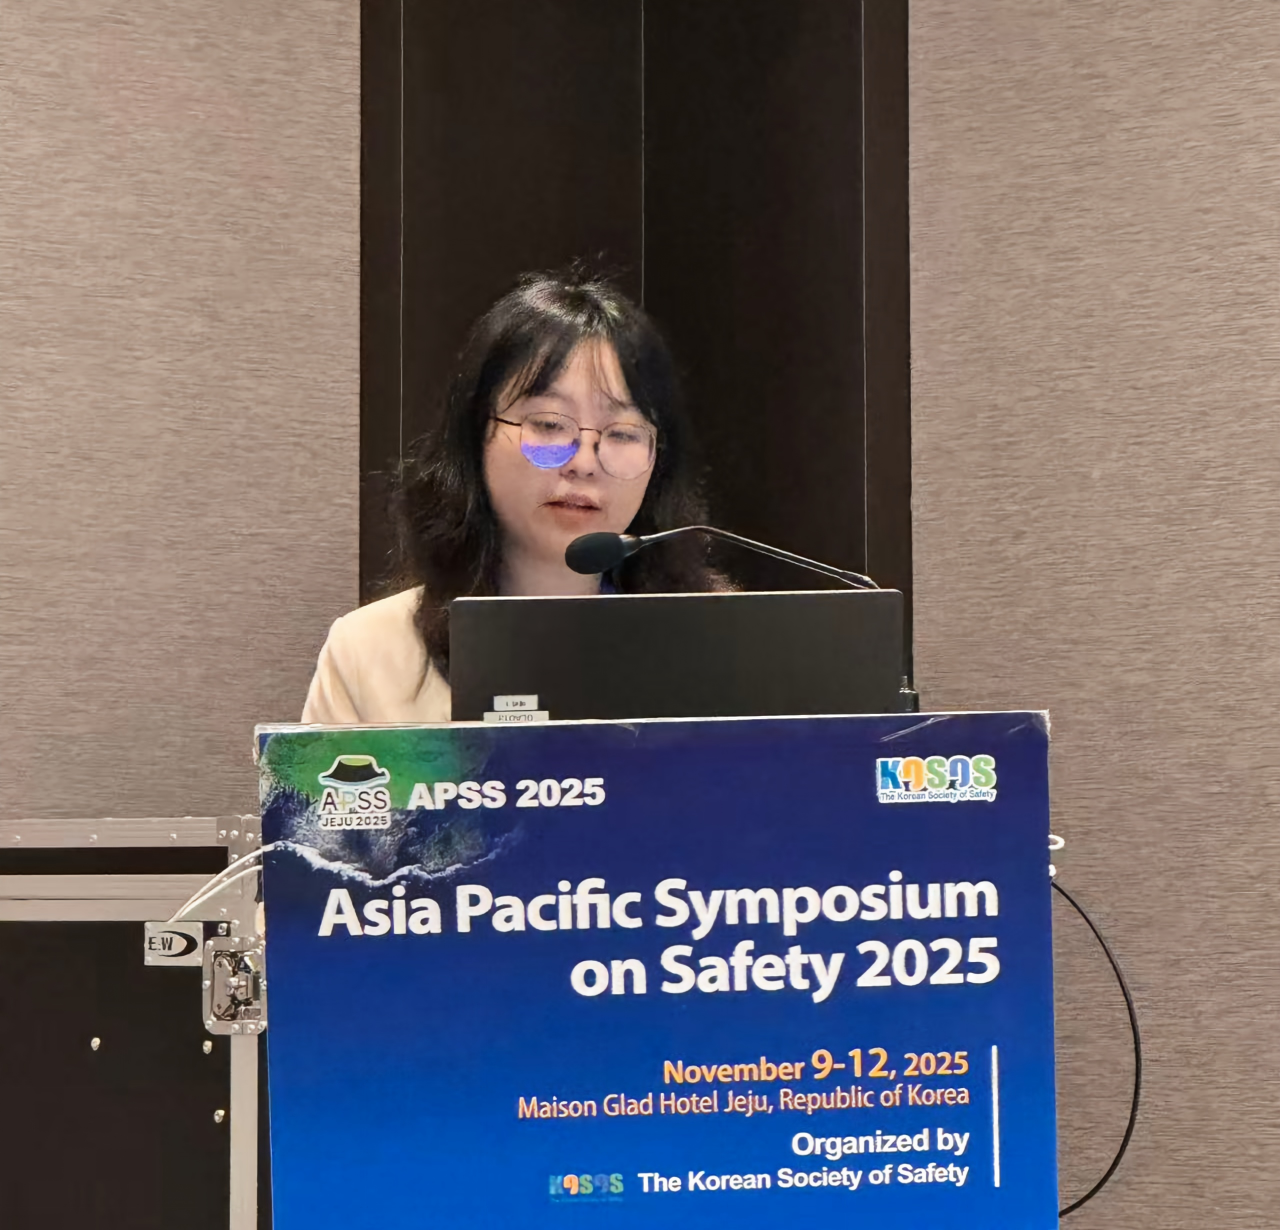 APSS
JEJU 2025
APSS 2025
KOSOS
The Korean Society of Safety
Asia Pacific Symposium
on Safety 2025
November 9-12, 2025
Maison Glad Hotel Jeju, Republic of Korea
Organized by
KOSOS
The Korean Society of Safety
E:W